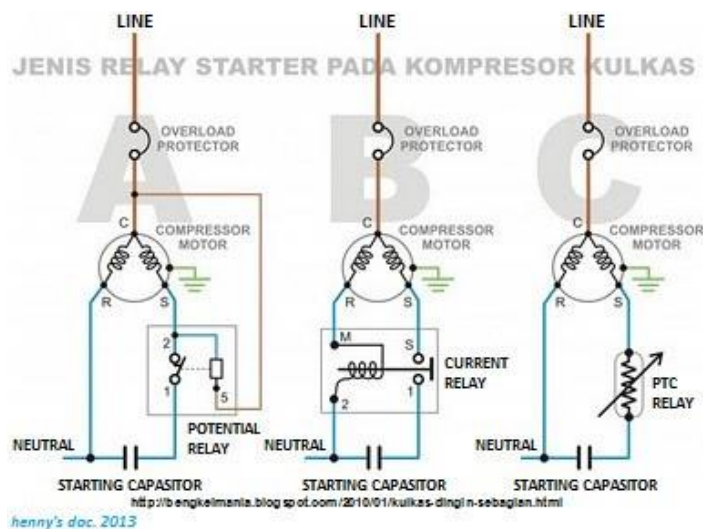 LINE LINE LINE
JENIS RELAY STARTER PADA KOMPRESOR KULKAS
A B C
OVERLOAD PROTECTOR
OVERLOAD PROTECTOR
OVERLOAD PROTECTOR
C COMPRESSOR MOTOR
C COMPRESSOR MOTOR
C COMPRESSOR MOTOR
R S R S R S
2
1
5
POTENTIAL RELAY
M S
2 1
CURRENT RELAY
PTC RELAY
NEUTRAL NEUTRAL NEUTRAL
STARTING CAPASITOR STARTING CAPASITOR STARTING CAPASITOR
http://bengkelmania.blogspot.com/2010/01/kulkas-dingin-sebagian.html
henny's doc. 2013